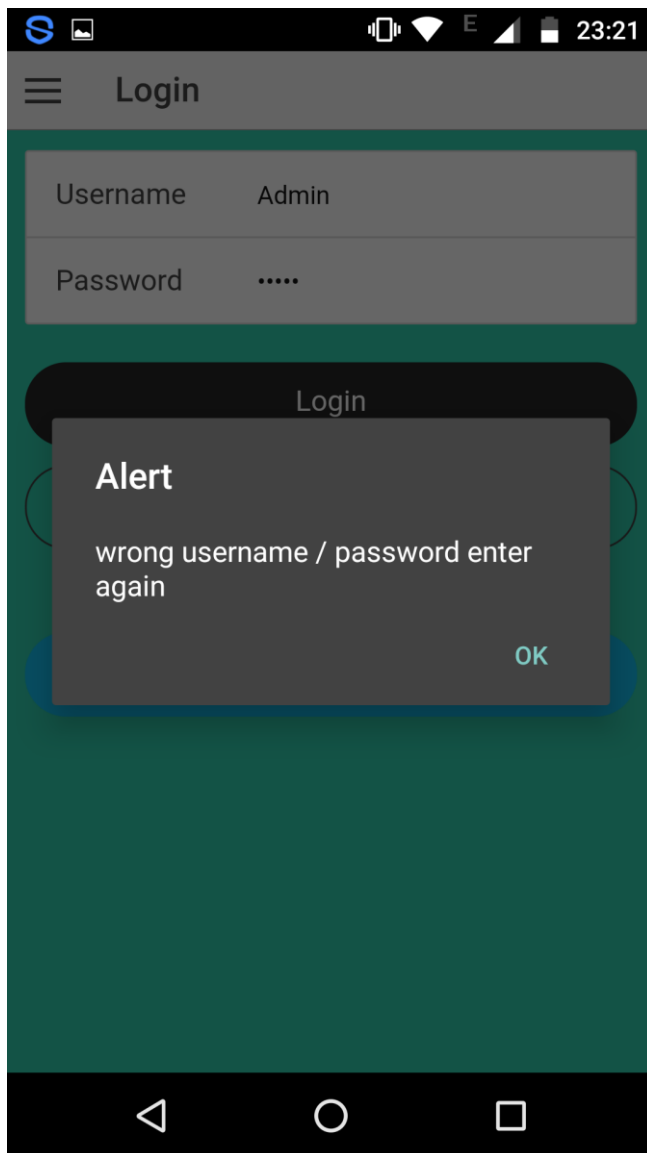 E 23:21
Login
Username Admin
Password •••••
Login
Alert
wrong username / password enter
again
OK